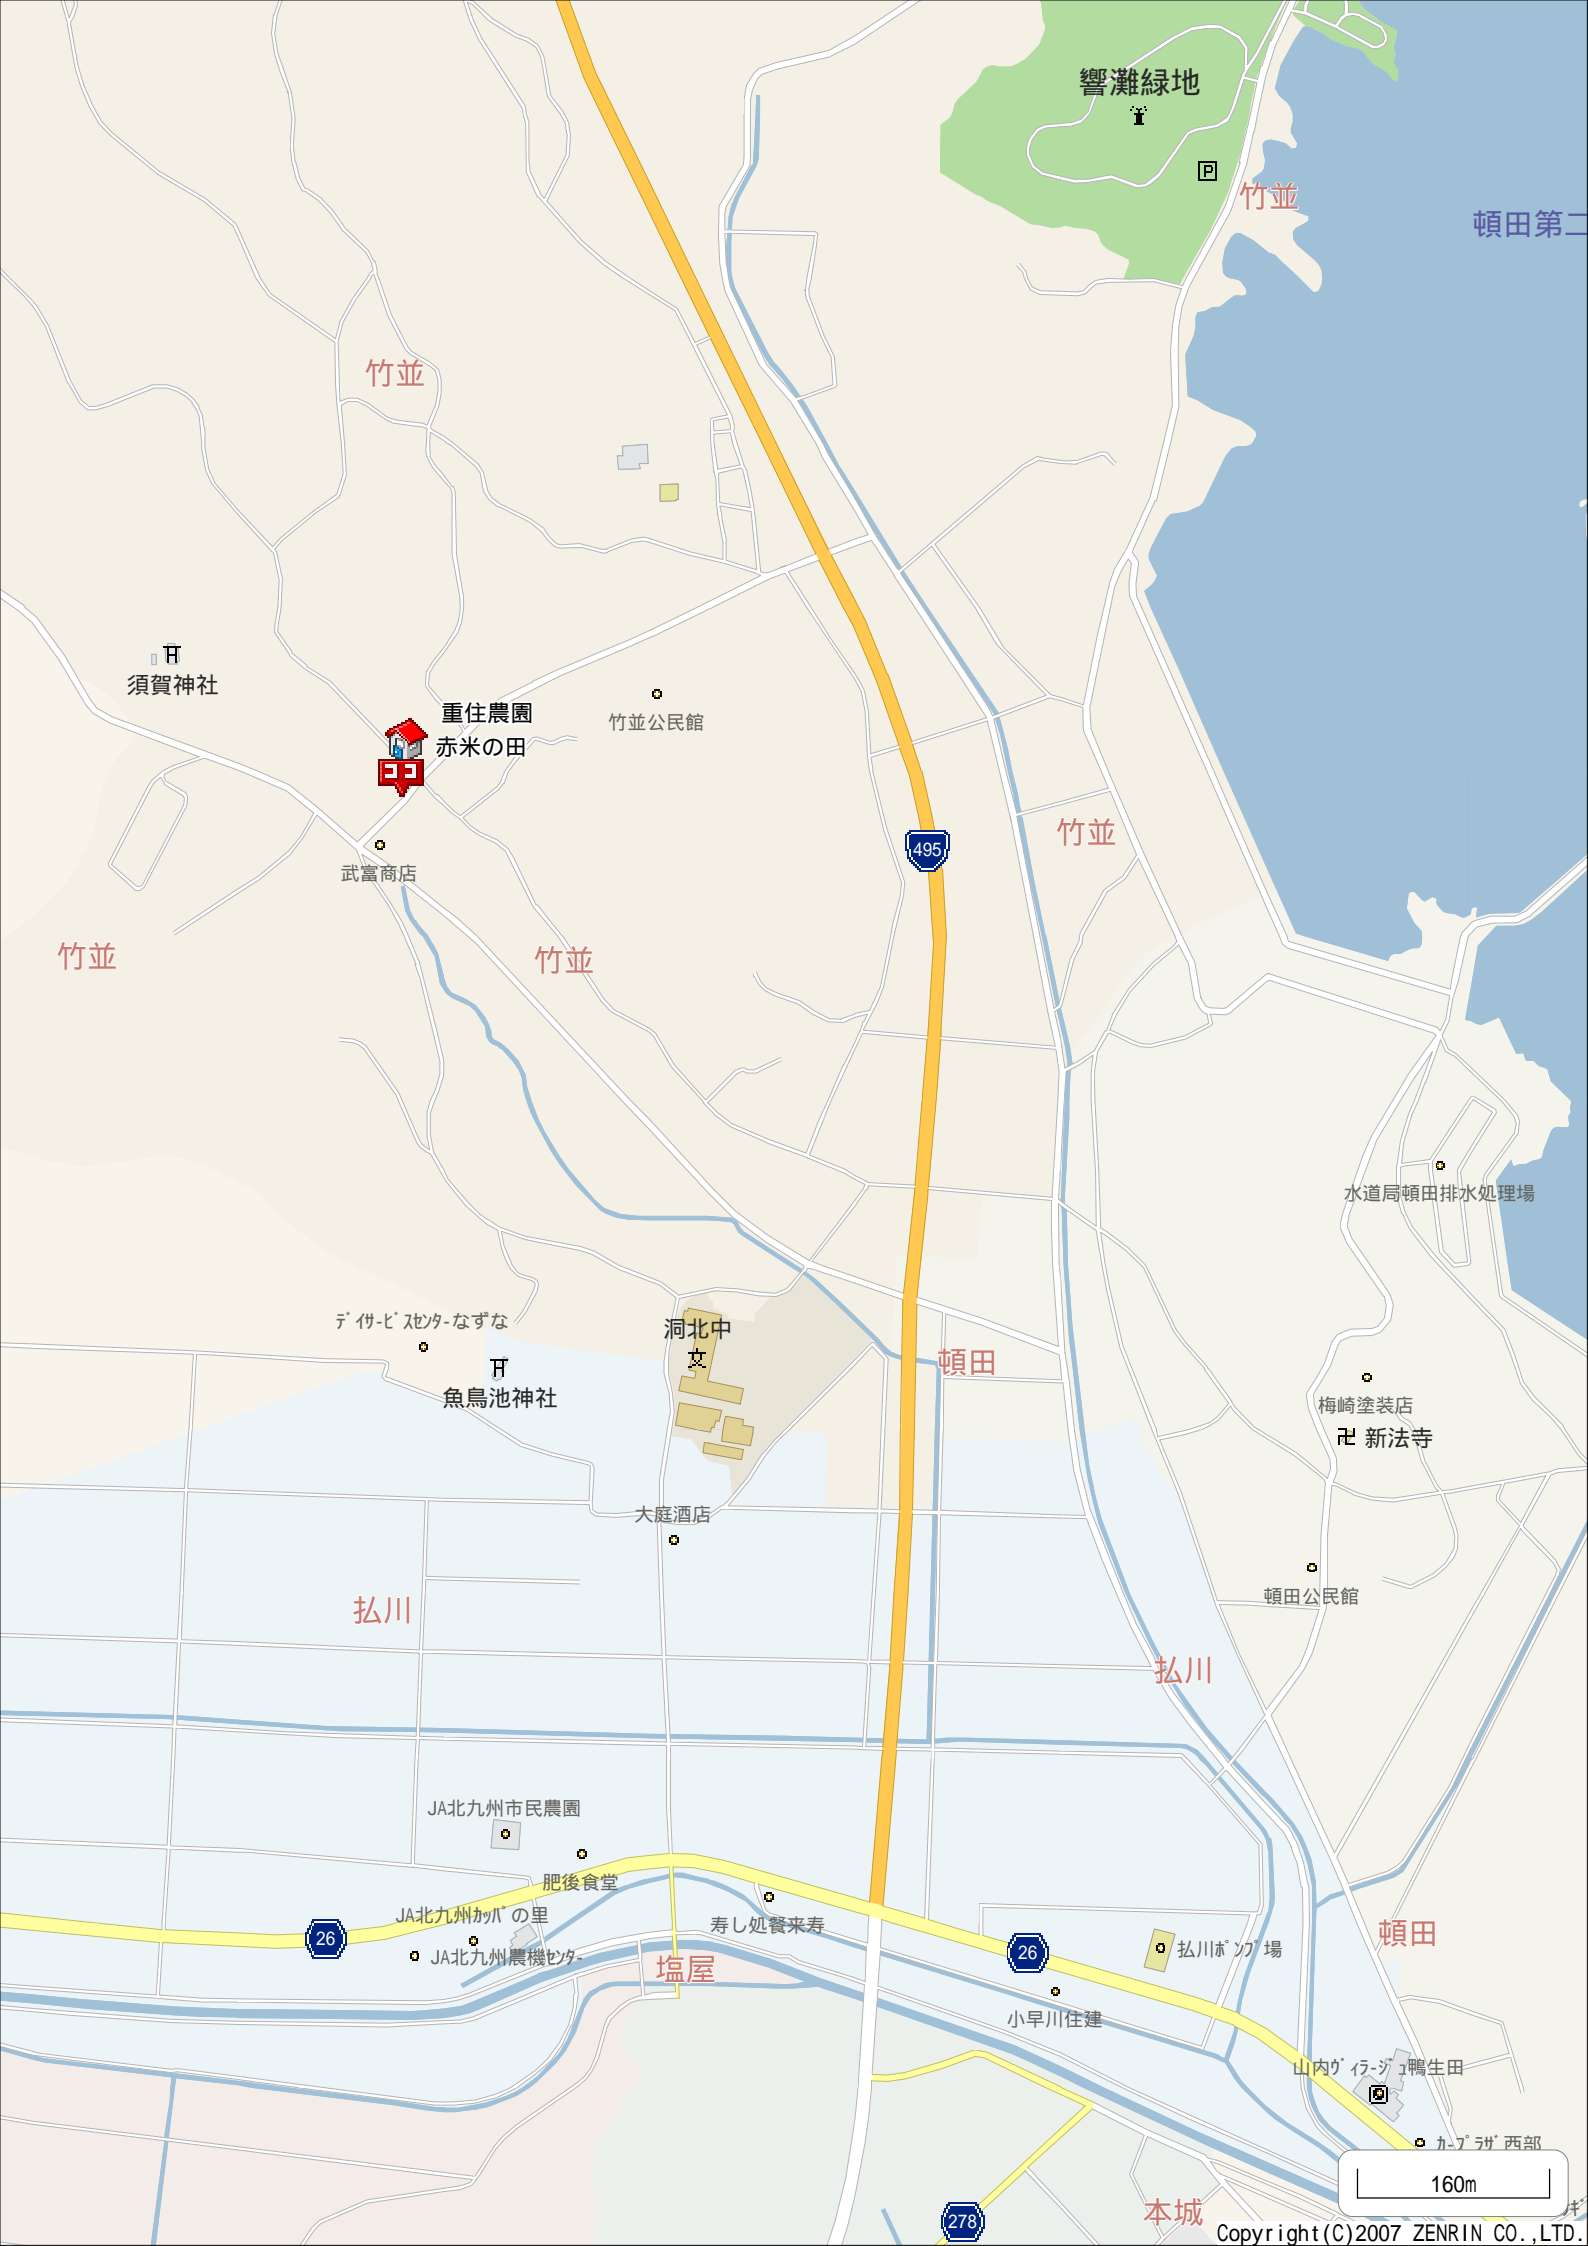 響灘緑地
P
竹並
頓田第二
竹並
須賀神社
重住農園
赤米の田
ココ
竹並公民館
495
竹並
武富商店
竹並
竹並
水道局頓田排水処理場
ﾃﾞｲｻｰﾋﾞｽｾﾝﾀｰなずな
洞北中
文
頓田
魚鳥池神社
梅崎塗装店
新法寺
大庭酒店
頓田公民館
払川
払川
JA北九州市民農園
肥後食堂
JA北九州ｶｯﾊﾟの里
寿し処餐来寿
26
JA北九州農機ｾﾝﾀｰ
塩屋
頓田
26
払川ﾎﾟﾝﾌﾟ場
小早川住建
山内ｳﾞｨﾗｰｼﾞｭ鴨生田
ｶｰﾌﾟﾗｻﾞ西部
160m
本城
278
Copyright(C)2007 ZENRIN CO.,LTD.